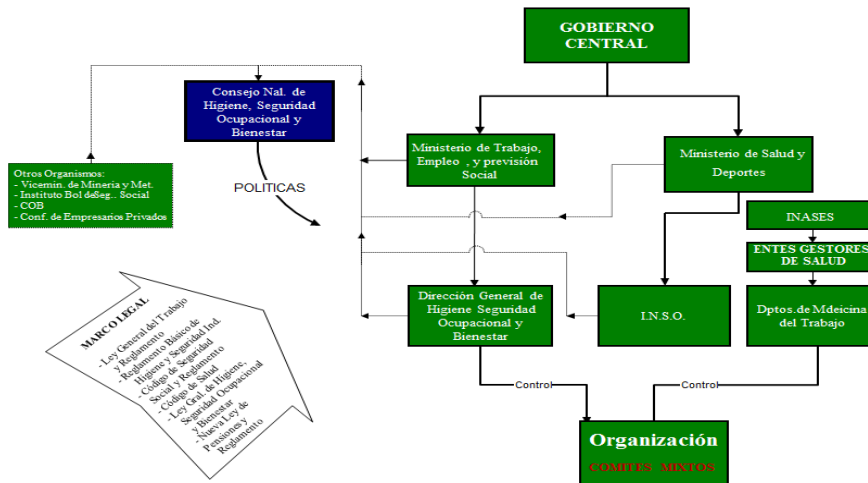 GOBIERNO
CENTRAL
Consejo Nal. de
Higiene, Seguridad
Ocupacional y
Bienestar
Ministerio de Trabajo,
Empleo , y previsión
Social
Ministerio de Salud y
Deportes
Otros Organismos:
- Vicemin. de Mineria y Met.
- Instituto Bol deSeg.. Social
- COB
- Conf. de Empresarios Privados
POLITICAS
INASES
ENTES GESTORES
DE SALUD
MARCO LEGAL
- Ley General del Trabajo
y Reglamento
- Reglamento Básico de
Higiene y Seguridad Ind.
- Código de Seguridad
Social y Reglamento
- Código de Salud
- Ley Gral. de Higiene,
Seguridad Ocupacional
y Bienestar
- Nueva Ley de
Pensiones y
Reglamento
Dirección General de
Higiene Seguridad
Ocupacional y
Bienestar
I.N.S.O.
Dptos. de Mdeicina
del Trabajo
Control
Control
Organización
COMITES MIXTOS